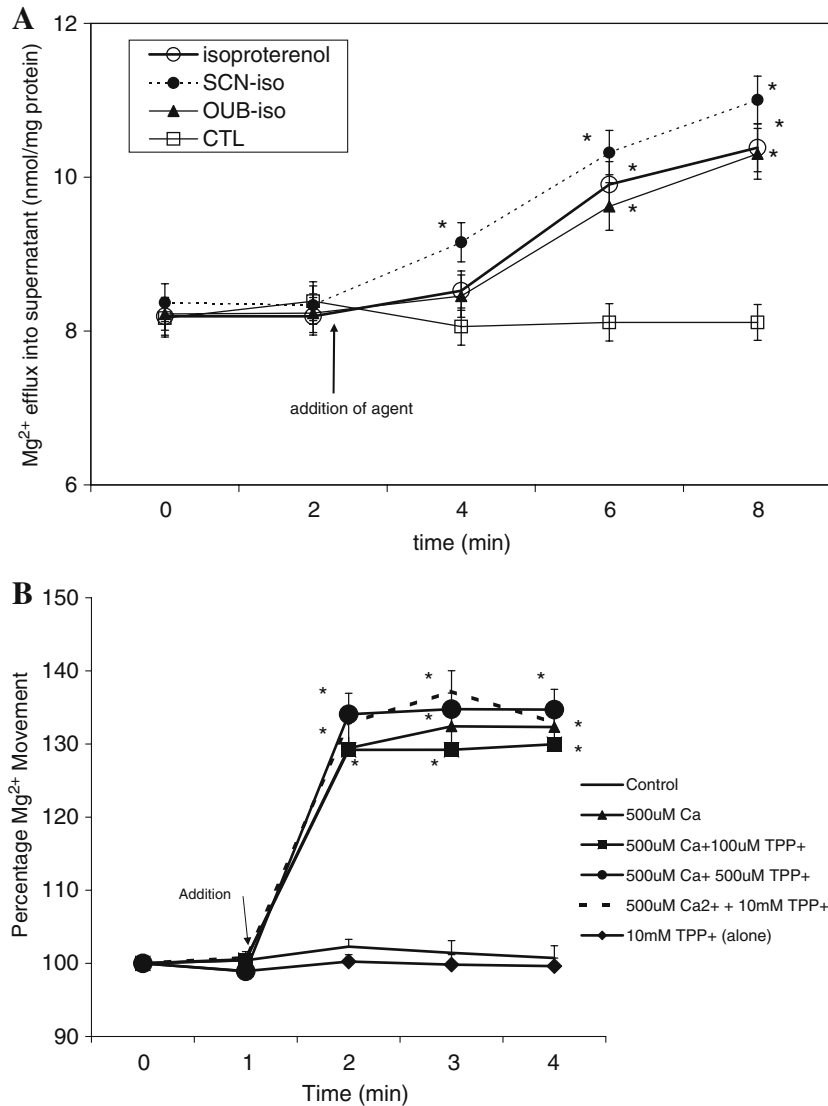 A
12
10
8
6
Mg2+ efflux into supernatant (nmol/mg protein)
isoproterenol
SCN-iso
OUB-iso
CTL
* * * * * * * *
addition of agent
0 2 4 6 8
time (min)
B
150
140
130
120
110
100
90
Percentage Mg2+ Movement
* * * * * * * * * *
Addition
Control
500uM Ca
500uM Ca+100uM TPP+
500uM Ca+ 500uM TPP+
500uM Ca2+ + 10mM TPP+
10mM TPP+ (alone)
0 1 2 3 4
Time (min)